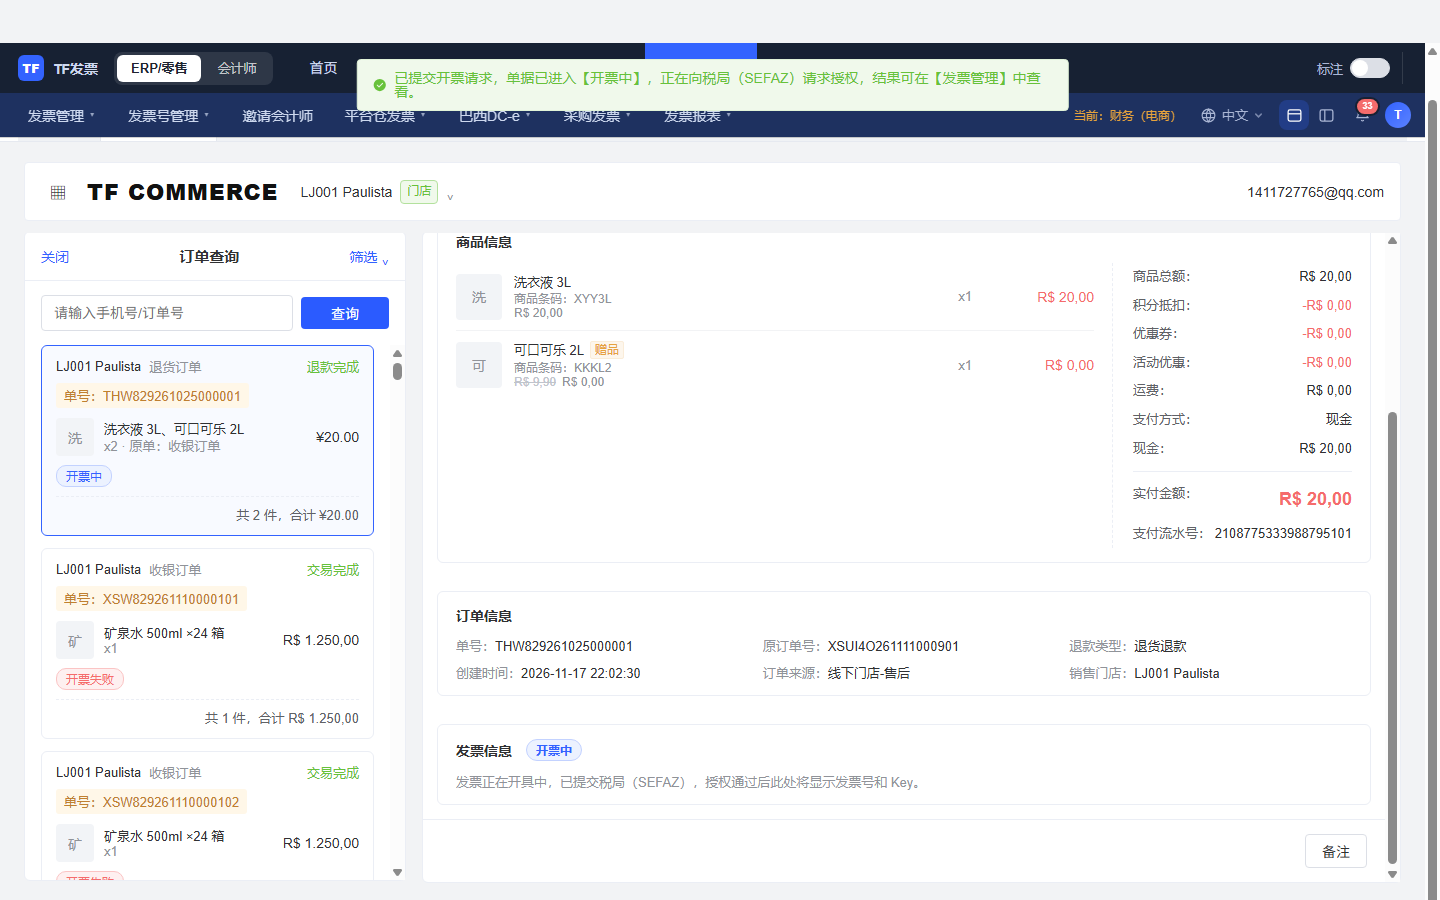 TF TF发票 ERP/零售 会计师 首页 标注
已提交开票请求，单据已进入【开票中】，正在向税局（SEFAZ）请求授权，结果可在【发票管理】中查
看。
发票管理 发票号管理 邀请会计师 平台仓发票 巴西DC-e 采购发票 发票报表 当前：财务（电商） 中文 33 T
TF COMMERCE LJ001 Paulista 门店 1411727765@qq.com
关闭 订单查询 筛选
请输入手机号/订单号 查询
LJ001 Paulista 退货订单 退款完成
单号：THW829261025000001
洗 洗衣液 3L、可口可乐 2L ¥20.00
x2 · 原单：收银订单
开票中
共 2 件，合计 ¥20.00
LJ001 Paulista 收银订单 交易完成
单号：XSW829261110000101
矿 矿泉水 500ml ×24 箱 R$ 1.250,00
x1
开票失败
共 1 件，合计 R$ 1.250,00
LJ001 Paulista 收银订单 交易完成
单号：XSW829261110000102
矿 矿泉水 500ml ×24 箱 R$ 1.250,00
x1
开票失败
商品信息
洗 洗衣液 3L x1 R$ 20,00
商品条码：XYY3L
R$ 20,00
可 可口可乐 2L 赠品 x1 R$ 0,00
商品条码：KKKL2
R$ 9,90 R$ 0,00
商品总额： R$ 20,00
积分抵扣： -R$ 0,00
优惠券： -R$ 0,00
活动优惠： -R$ 0,00
运费： R$ 0,00
支付方式： 现金
现金： R$ 20,00
实付金额： R$ 20,00
支付流水号： 2108775333988795101
订单信息
单号：THW829261025000001 原订单号：XSUI4O261111000901 退款类型：退货退款
创建时间：2026-11-17 22:02:30 订单来源：线下门店-售后 销售门店：LJ001 Paulista
发票信息 开票中
发票正在开具中，已提交税局（SEFAZ），授权通过后此处将显示发票号和 Key。
备注